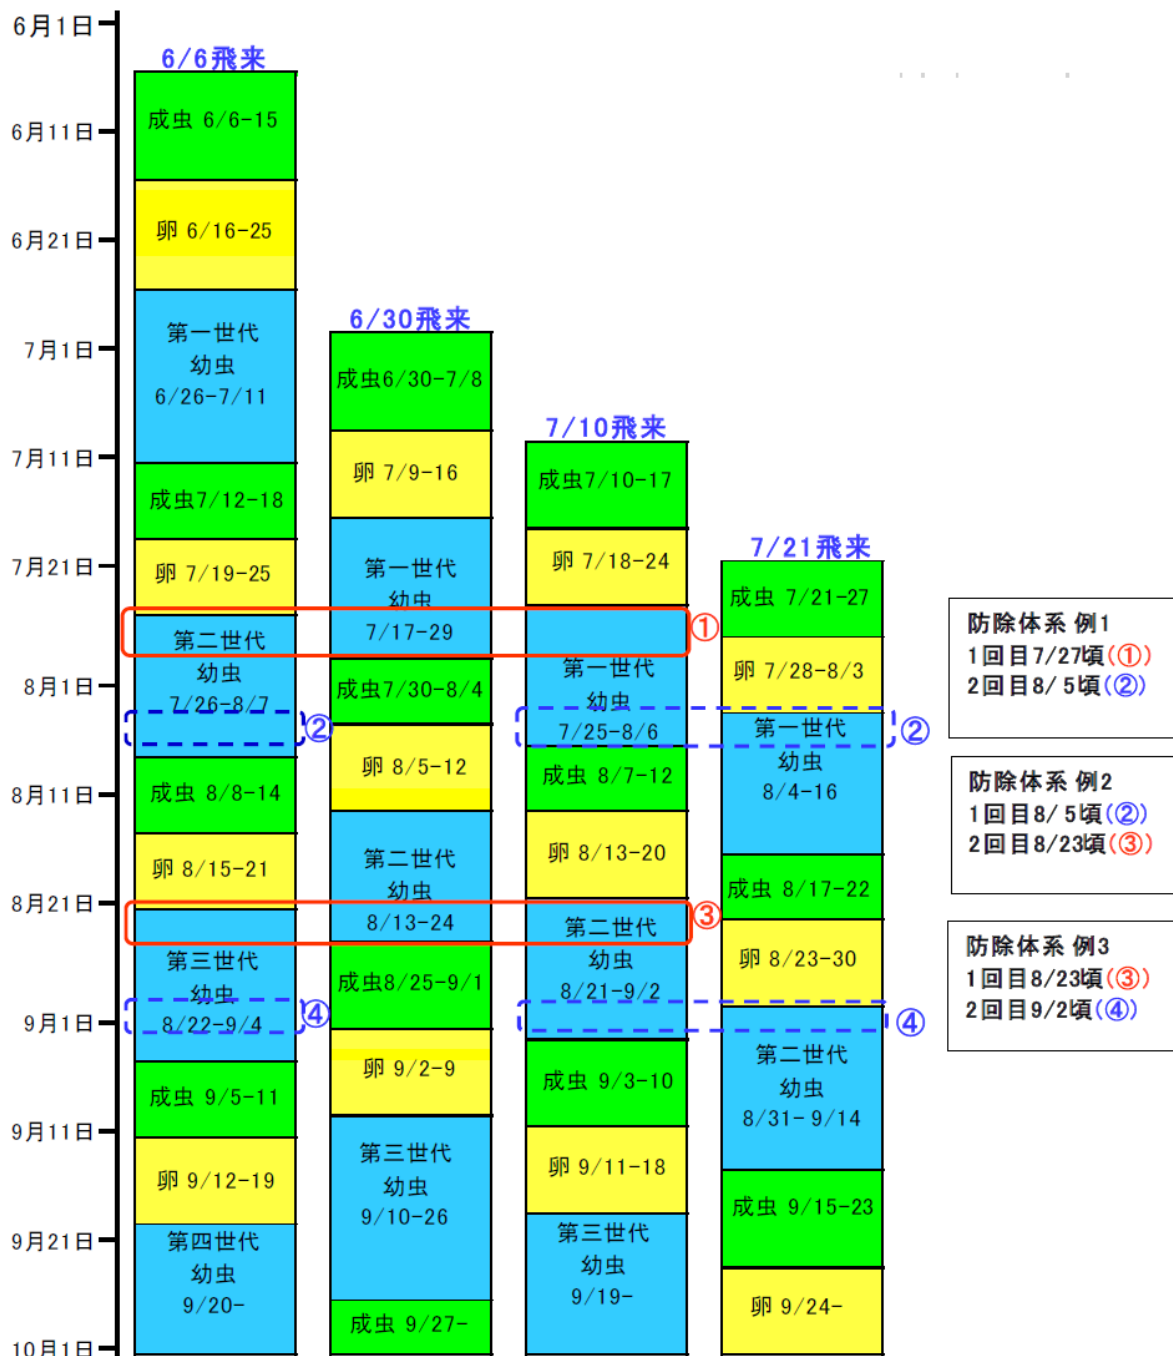 6月1日
6月11日
6月21日
7月1日
7月11日
7月21日
8月1日
8月11日
8月21日
9月1日
9月11日
9月21日
10月1日
6/6飛来
成虫 6/6-15
卵 6/16-25
第一世代
幼虫
6/26-7/11
成虫7/12-18
卵 7/19-25
第二世代
幼虫
7/26-8/7
②
成虫 8/8-14
卵 8/15-21
第三世代
幼虫
8/22-9/4
④
成虫 9/5-11
卵 9/12-19
第四世代
幼虫
9/20-
6/30飛来
成虫6/30-7/8
卵 7/9-16
第一世代
幼虫
7/17-29
成虫7/30-8/4
卵 8/5-12
第二世代
幼虫
8/13-24
成虫8/25-9/1
卵 9/2-9
第三世代
幼虫
9/10-26
成虫 9/27-
7/10飛来
成虫7/10-17
卵 7/18-24
①
第一世代
幼虫
7/25-8/6
成虫 8/7-12
卵 8/13-20
③
第二世代
幼虫
8/21-9/2
成虫 9/3-10
卵 9/11-18
第三世代
幼虫
9/19-
7/21飛来
成虫 7/21-27
卵 7/28-8/3
第一世代
②
幼虫
8/4-16
成虫 8/17-22
卵 8/23-30
④
第二世代
幼虫
8/31-9/14
成虫 9/15-23
卵 9/24-
防除体系 例1
1回目7/27頃(①)
2回目8/ 5頃(②)
防除体系 例2
1回目8/ 5頃(②)
2回目8/23頃(③)
防除体系 例3
1回目8/23頃(③)
2回目9/2頃(④)